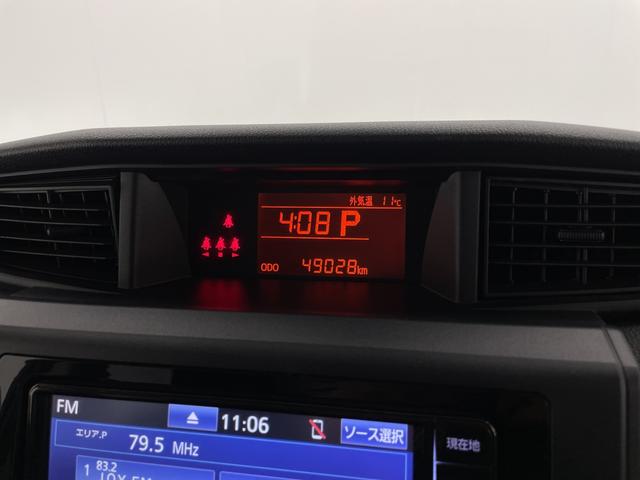 外気温 11℃
4:08 P
ODO 49028km
FM 11:06 ソース選択
エリア.P 79.5 MHz
現在地
1 83.2